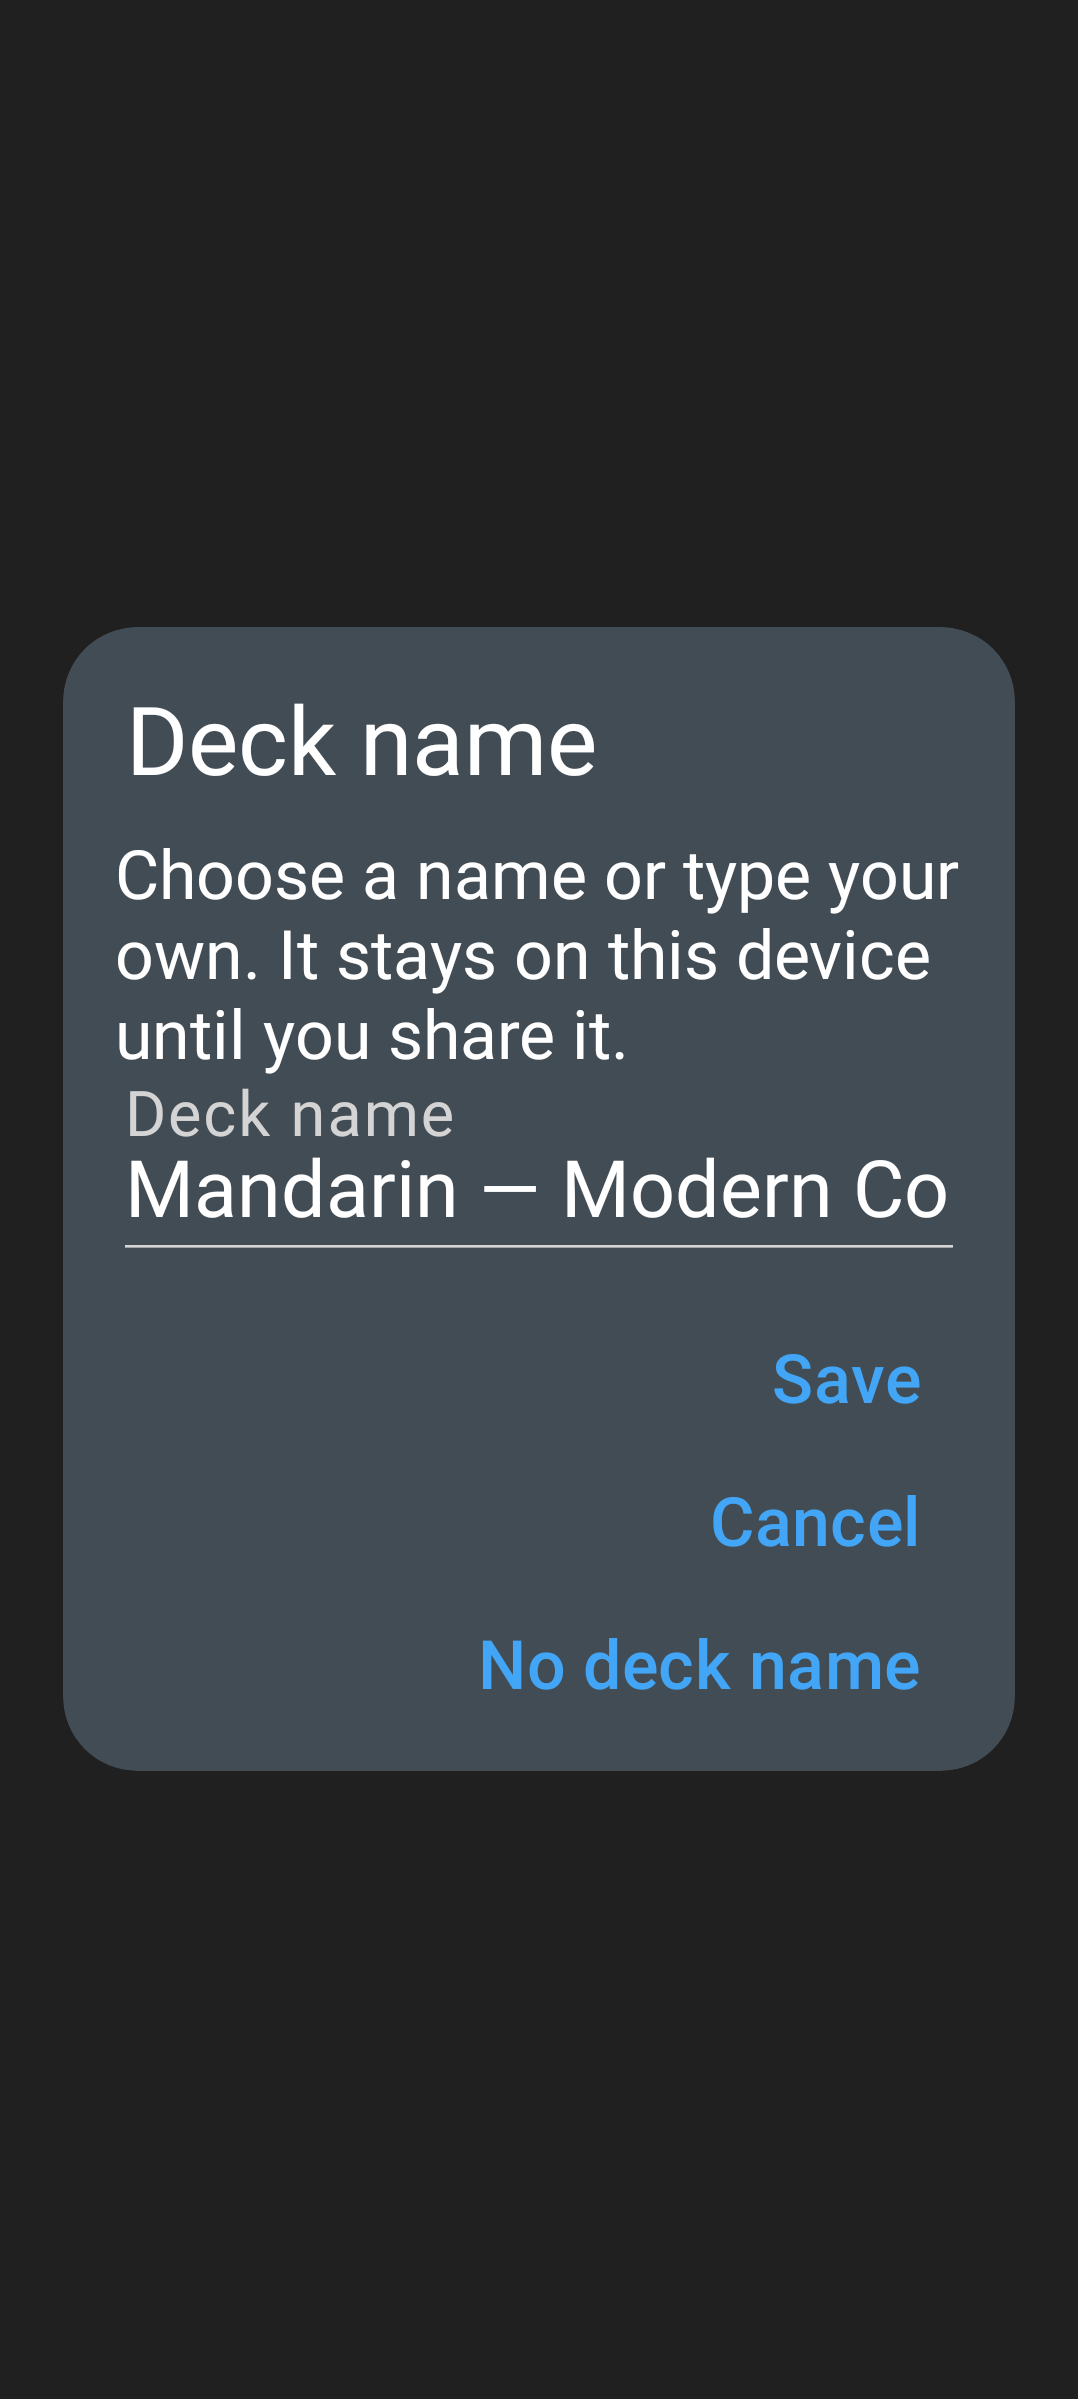 Deck name
Choose a name or type your
own. It stays on this device
until you share it.
Deck name
Mandarin — Modern Co
Save
Cancel
No deck name